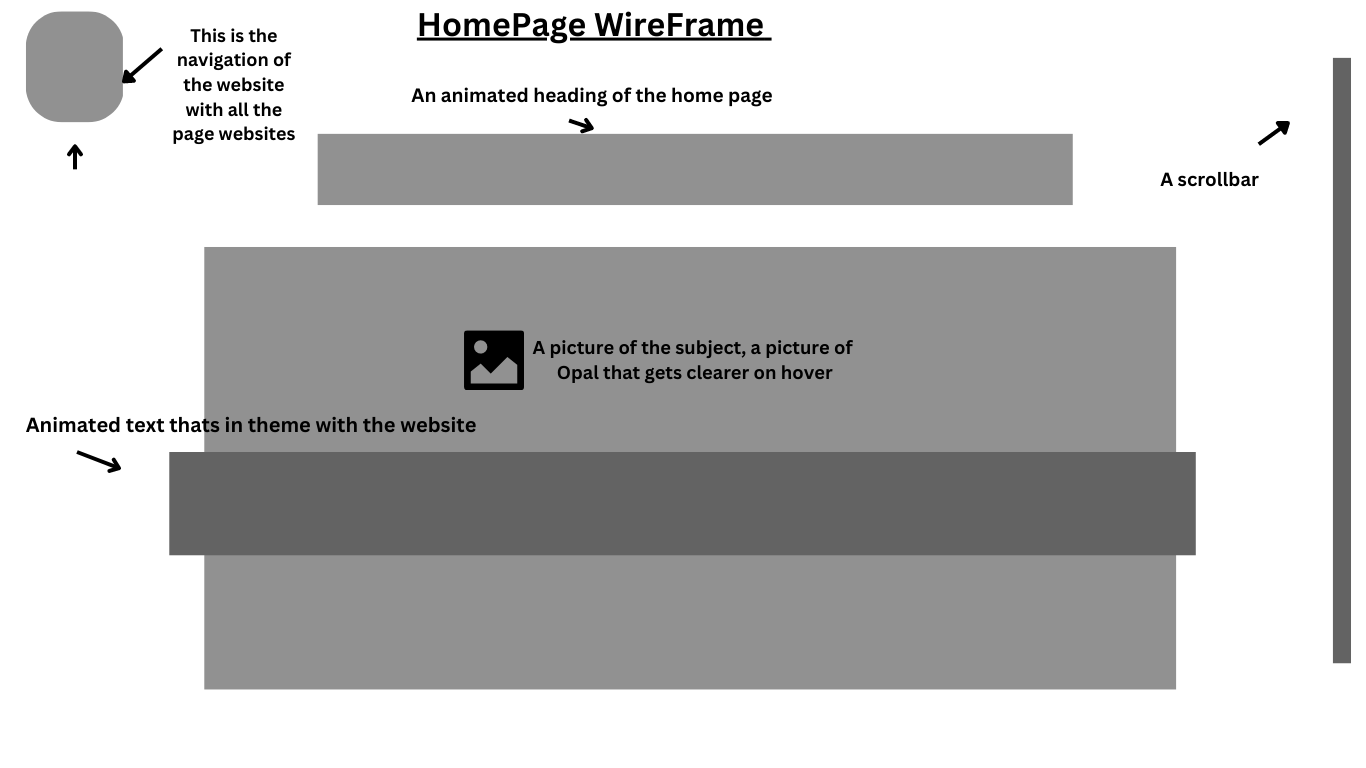 HomePage WireFrame
This is the
navigation of
the website
with all the
page websites
An animated heading of the home page
A scrollbar
A picture of the subject, a picture of
Opal that gets clearer on hover
Animated text thats in theme with the website